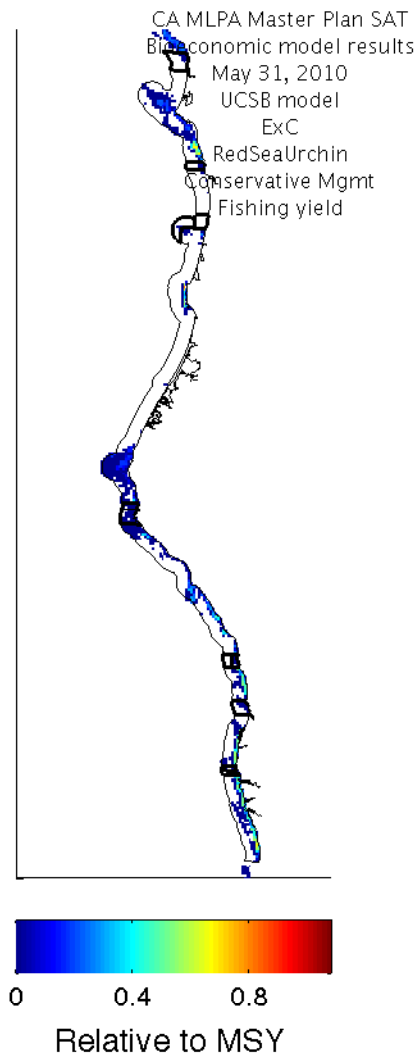 CA MLPA Master Plan SAT
Bioeconomic model results
May 31, 2010
UCSB model
ExC
RedSeaUrchin
Conservative Mgmt
Fishing yield
0 0.4 0.8
Relative to MSY